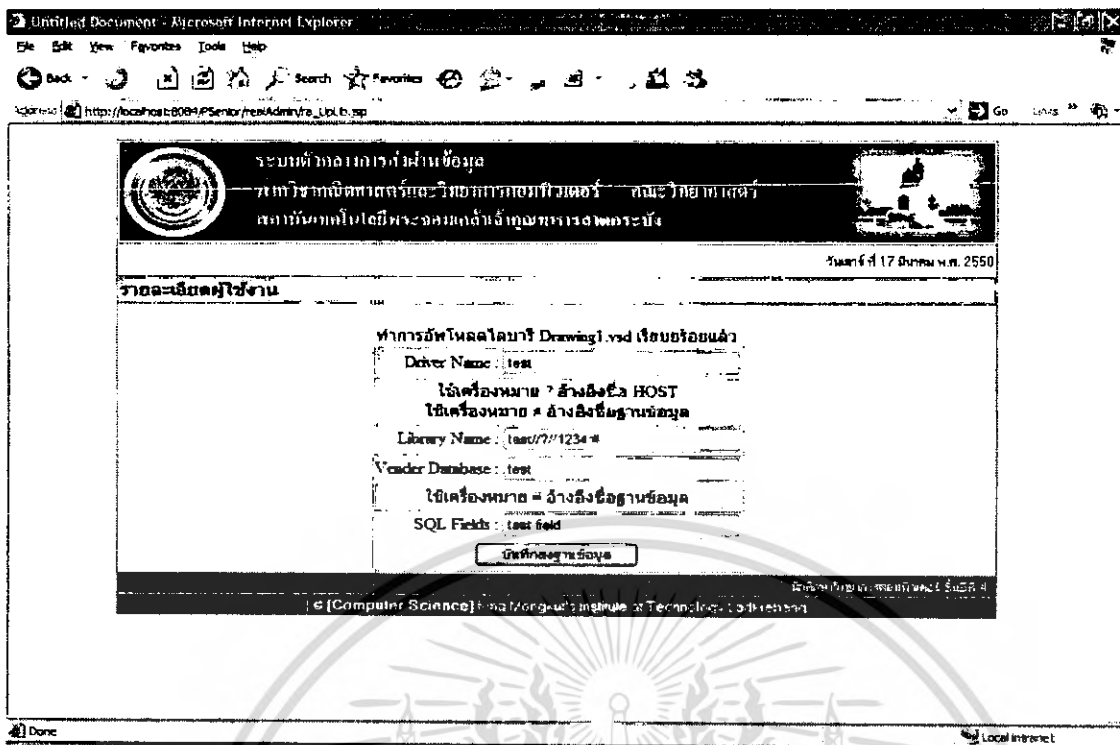 Untitled Document - Microsoft Internet Explorer
File Edit View Favorites Tools Help
Back Search Favorites
Address http://localhost:8084/PSenior/realAdmin/ra_UpLib.jsp Go Links »
ระบบตัวกลางการส่งผ่านข้อมูล
ภาควิชาคณิตศาสตร์และวิทยาการคอมพิวเตอร์ คณะวิทยาศาสตร์
สถาบันเทคโนโลยีพระจอมเกล้าเจ้าคุณทหารลาดกระบัง
วันเสาร์ ที่ 17 มีนาคม พ.ศ. 2550
รายละเอียดผู้ใช้งาน
ทำการอัพโหลดไลบารี Drawing1.vsd เรียบร้อยแล้ว
Driver Name : test
ใช้เครื่องหมาย ? อ้างอิงชื่อ HOST
ใช้เครื่องหมาย # อ้างอิงชื่อฐานข้อมูล
Library Name : test//?//1234 #
Vender Database : test
ใช้เครื่องหมาย = อ้างอิงชื่อฐานข้อมูล
SQL Fields : test field
บันทึกลงฐานข้อมูล
© [Computer Science] King Mongkut's Institute of Technology Ladkrabang
Done Local intranet